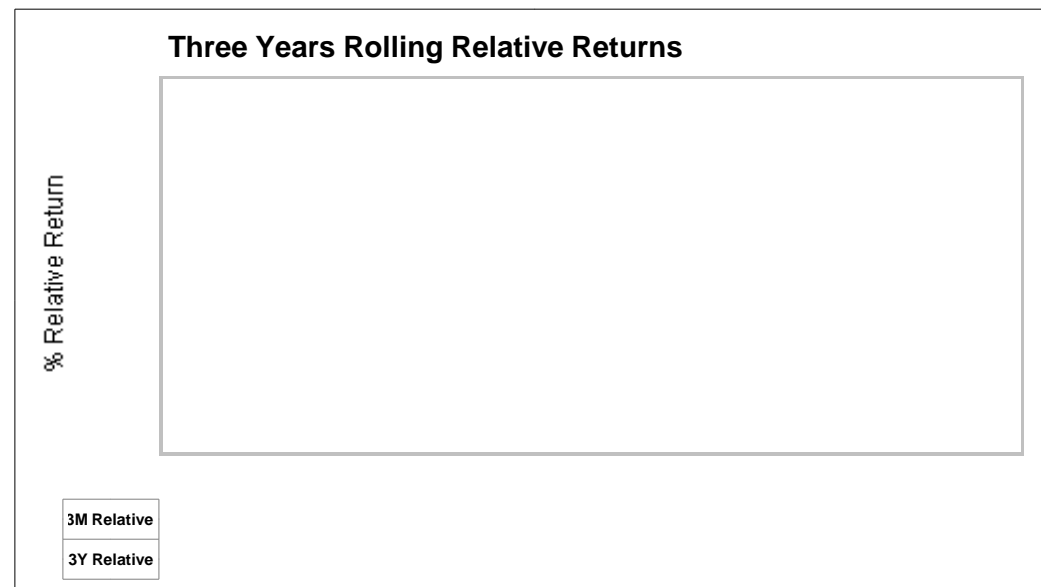 Three Years Rolling Relative Returns
% Relative Return
3M Relative
3Y Relative